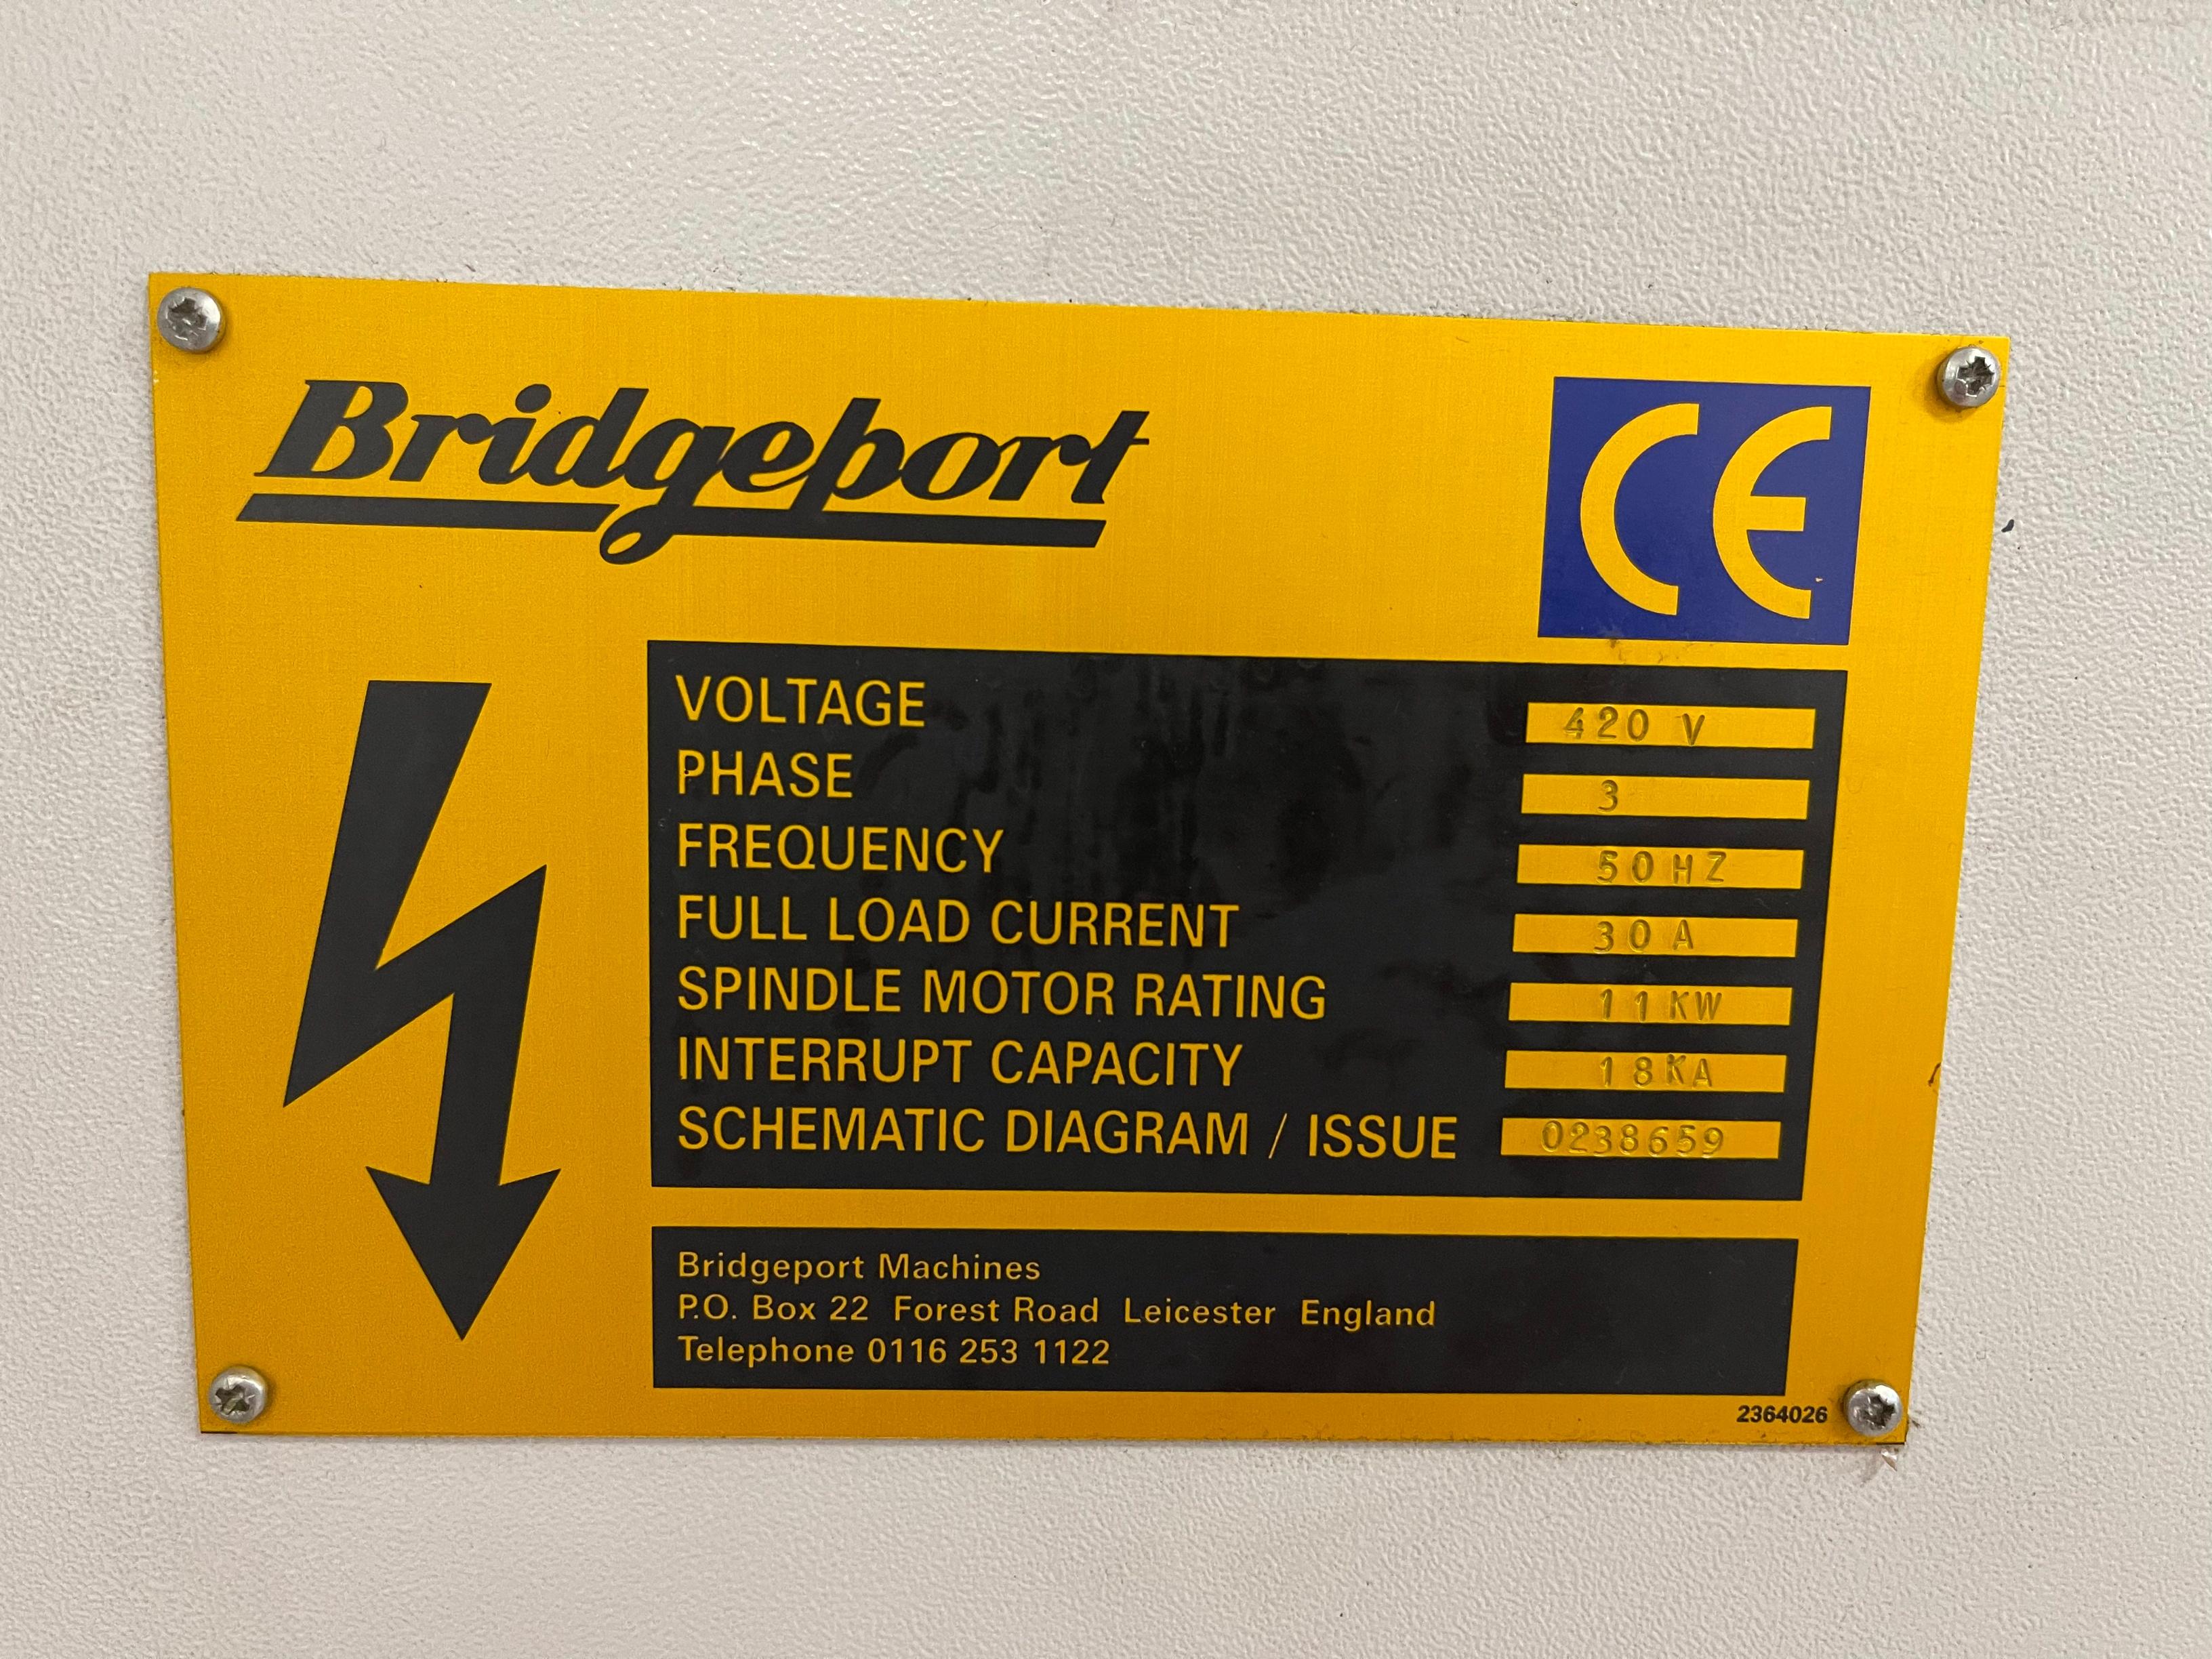 Bridgeport
CE
VOLTAGE 420 V
PHASE 3
FREQUENCY 50HZ
FULL LOAD CURRENT 30 A
SPINDLE MOTOR RATING 11KW
INTERRUPT CAPACITY 18KA
SCHEMATIC DIAGRAM / ISSUE 0238659
Bridgeport Machines
P.O. Box 22 Forest Road Leicester England
Telephone 0116 253 1122
2364026